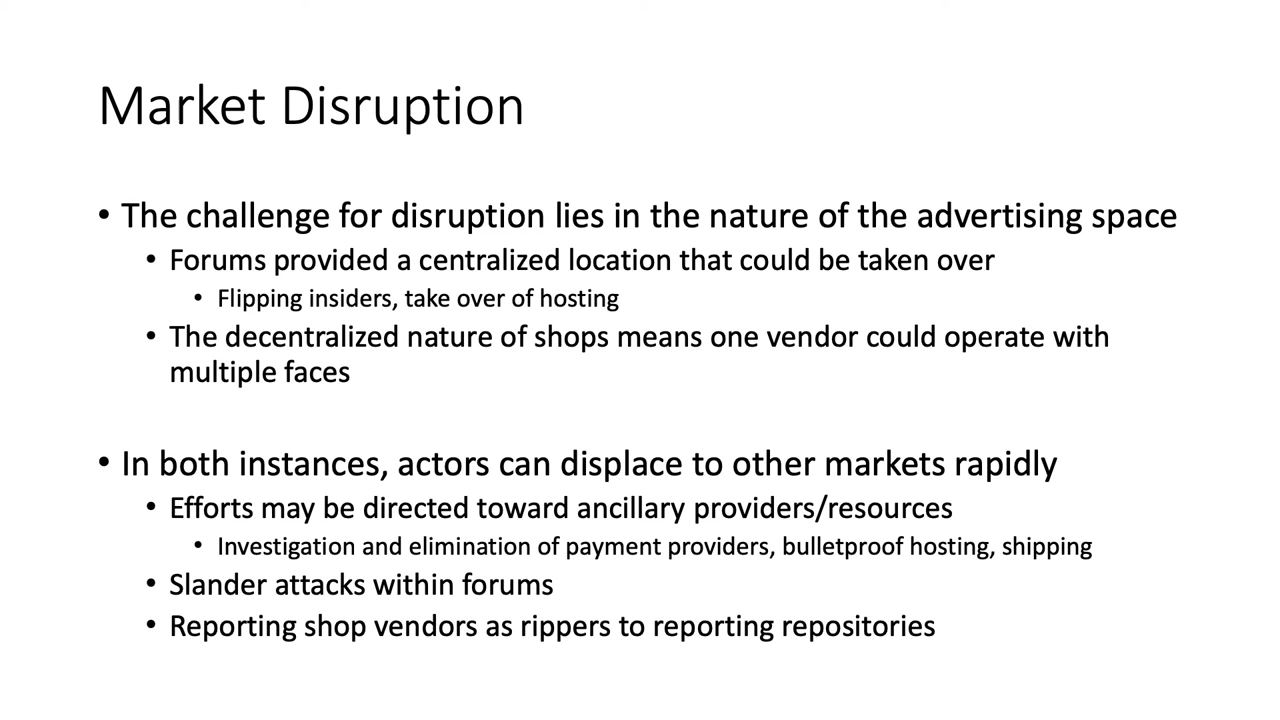 Market Disruption
• The challenge for disruption lies in the nature of the advertising space
• Forums provided a centralized location that could be taken over
• Flipping insiders, take over of hosting
• The decentralized nature of shops means one vendor could operate with
multiple faces
• In both instances, actors can displace to other markets rapidly
• Efforts may be directed toward ancillary providers/resources
• Investigation and elimination of payment providers, bulletproof hosting, shipping
• Slander attacks within forums
• Reporting shop vendors as rippers to reporting repositories